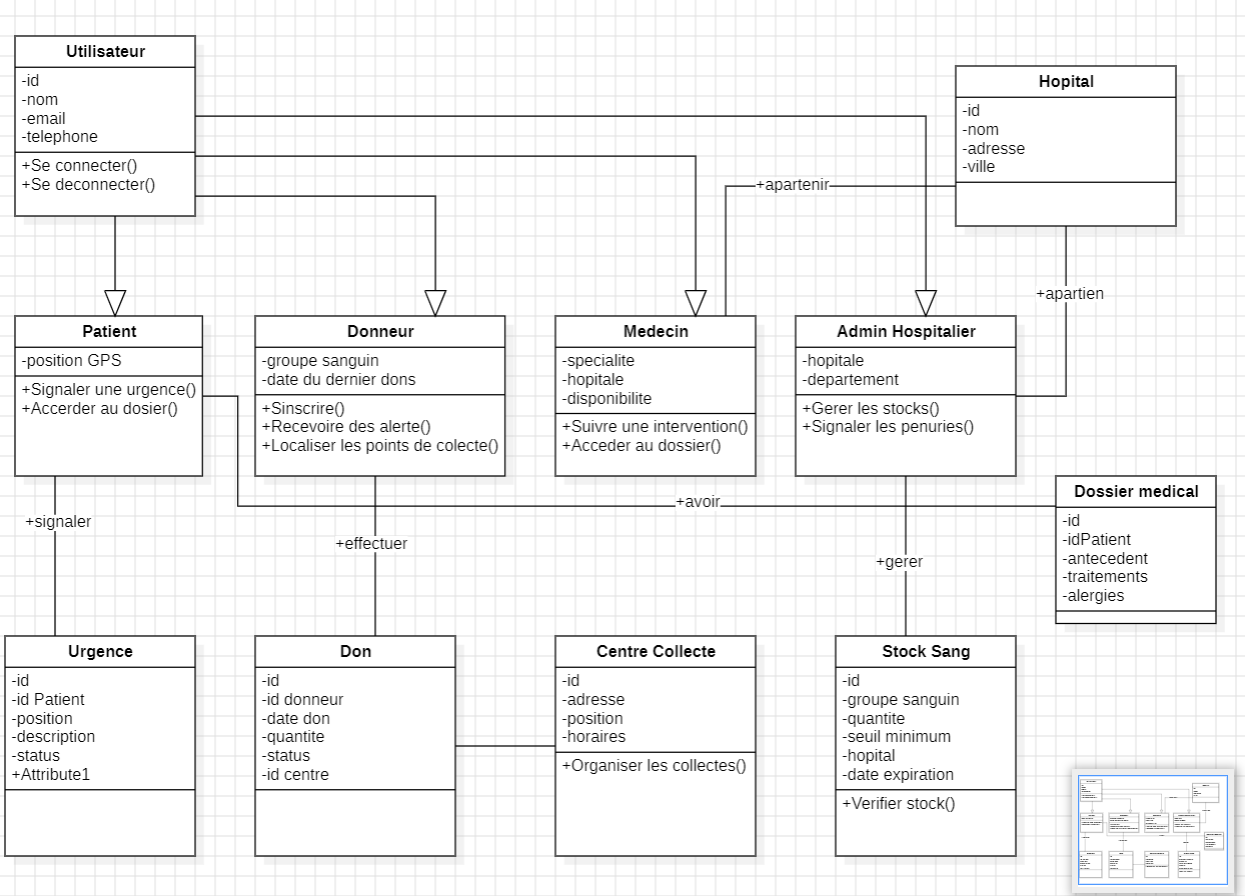 Utilisateur
-id
-nom
-email
-telephone
+Se connecter()
+Se deconnecter()
Hopital
-id
-nom
-adresse
-ville
+apartenir
+apartien
Patient
-position GPS
+Signaler une urgence()
+Accerder au dosier()
Donneur
-groupe sanguin
-date du dernier dons
+Sinscrire()
+Recevoire des alerte()
+Localiser les points de colecte()
Medecin
-specialite
-hopitale
-disponibilite
+Suivre une intervention()
+Acceder au dossier()
Admin Hospitalier
-hopitale
-departement
+Gerer les stocks()
+Signaler les penuries()
+avoir
+signaler
+effectuer
+gerer
Dossier medical
-id
-idPatient
-antecedent
-traitements
-alergies
Urgence
-id
-id Patient
-position
-description
-status
+Attribute1
Don
-id
-id donneur
-date don
-quantite
-status
-id centre
Centre Collecte
-id
-adresse
-position
-horaires
+Organiser les collectes()
Stock Sang
-id
-groupe sanguin
-quantite
-seuil minimum
-hopital
-date expiration
+Verifier stock()